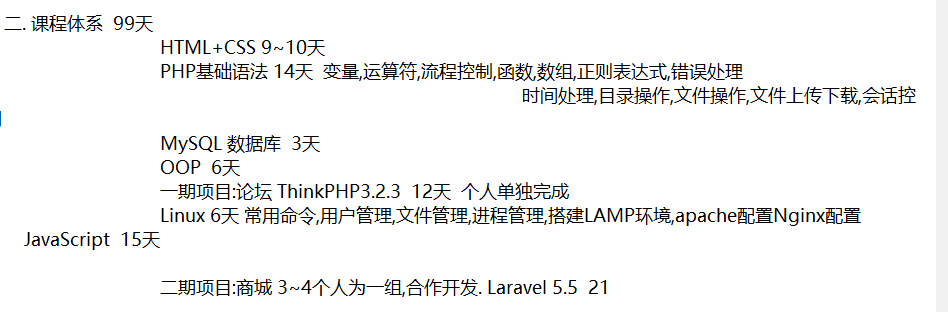 二. 课程体系  99天
HTML+CSS 9~10天
PHP基础语法 14天  变量,运算符,流程控制,函数,数组,正则表达式,错误处理
时间处理,目录操作,文件操作,文件上传下载,会话控
MySQL 数据库  3天
OOP  6天
一期项目:论坛 ThinkPHP3.2.3  12天  个人单独完成
Linux 6天 常用命令,用户管理,文件管理,进程管理,搭建LAMP环境,apache配置Nginx配置
JavaScript  15天
二期项目:商城 3~4个人为一组,合作开发. Laravel 5.5  21